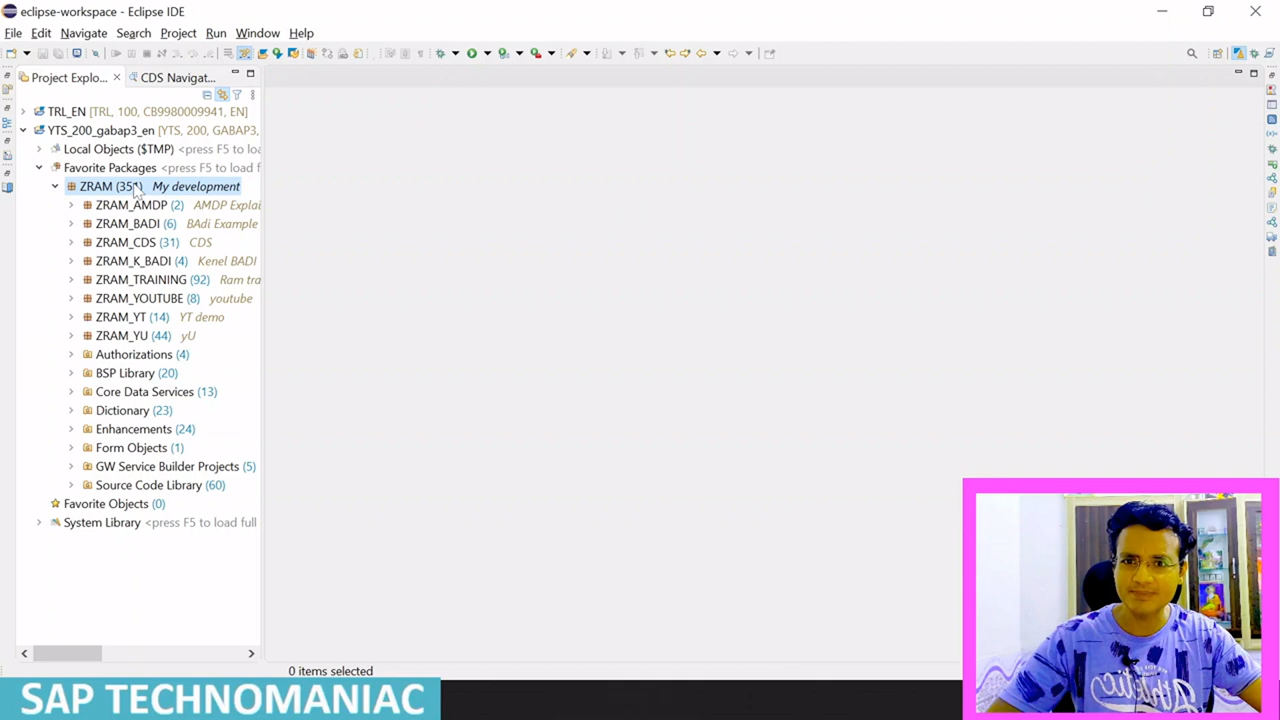 eclipse-workspace - Eclipse IDE
File Edit Navigate Search Project Run Window Help
Project Explo... CDS Navigat...
TRL_EN [TRL, 100, CB9980009941, EN]
YTS_200_gabap3_en [YTS, 200, GABAP3,
Local Objects ($TMP) <press F5 to loa
Favorite Packages <press F5 to load f
ZRAM My development
ZRAM_AMDP (2) AMDP Explai
ZRAM_BADI (6) BAdi Example
ZRAM_CDS (31) CDS
ZRAM_K_BADI (4) Kenel BADI
ZRAM_TRAINING (92) Ram tra
ZRAM_YOUTUBE (8) youtube
ZRAM_YT (14) YT demo
ZRAM_YU (44) yU
Authorizations (4)
BSP Library (20)
Core Data Services (13)
Dictionary (23)
Enhancements (24)
Form Objects (1)
GW Service Builder Projects (5)
Source Code Library (60)
Favorite Objects (0)
System Library <press F5 to load full
0 items selected
SAP TECHNOMANIAC
Athletic